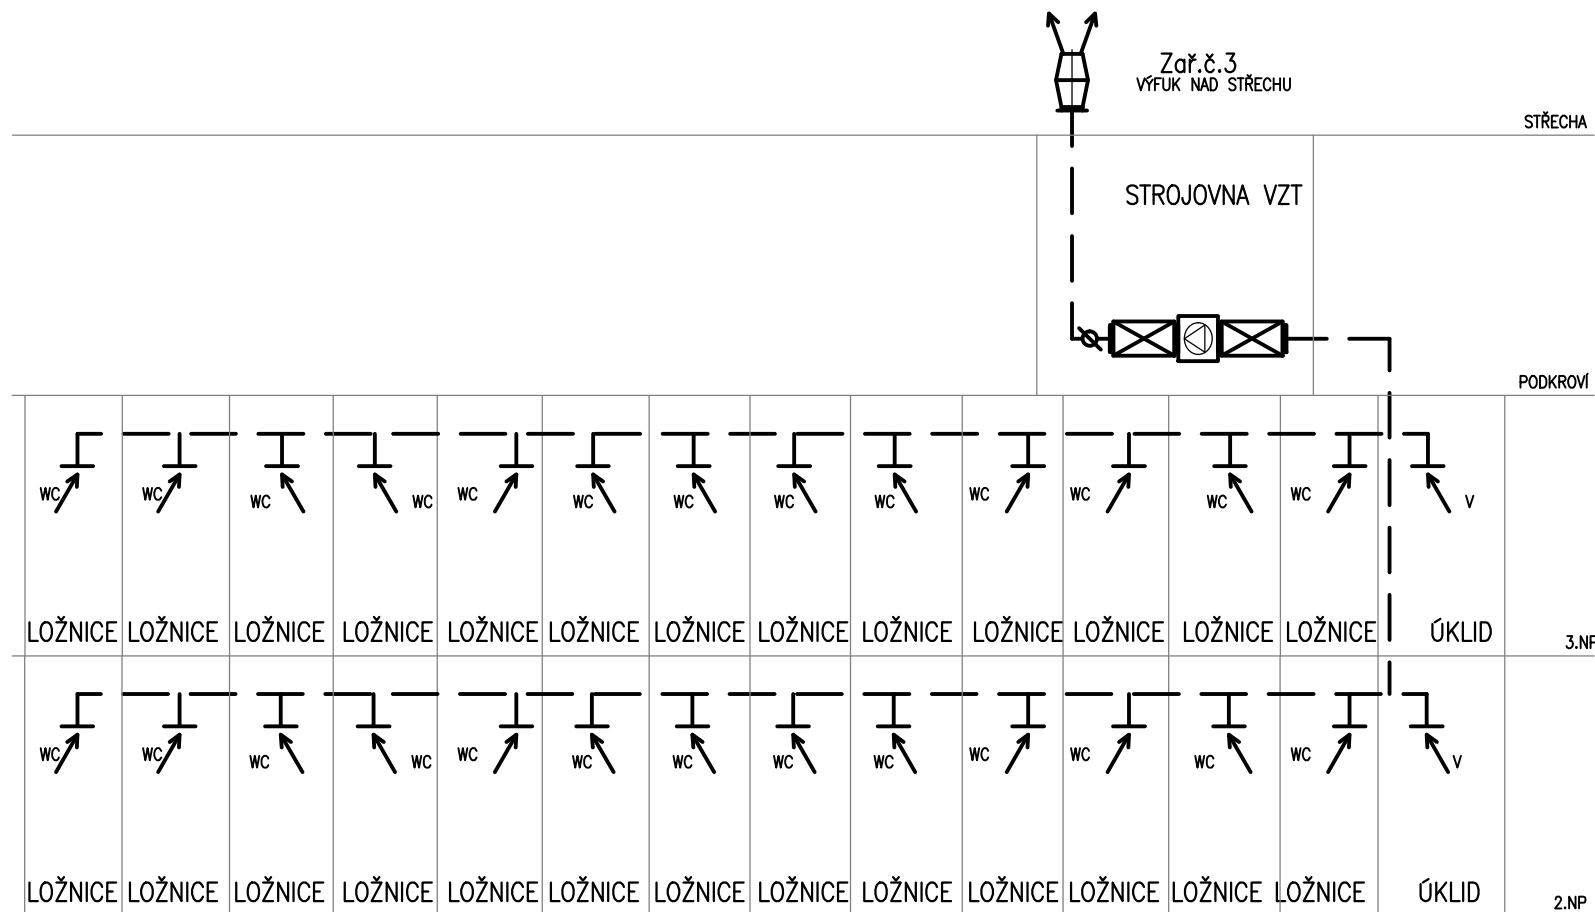 Zař.č.3
VÝFUK NAD STŘECHU
STŘECHA
STROJOVNA VZT
PODKROVÍ
WC WC WC WC WC WC WC WC WC WC WC WC WC V
LOŽNICE LOŽNICE LOŽNICE LOŽNICE LOŽNICE LOŽNICE LOŽNICE LOŽNICE LOŽNICE LOŽNICE LOŽNICE LOŽNICE LOŽNICE ÚKLID
3.NP
WC WC WC WC WC WC WC WC WC WC WC WC WC V
LOŽNICE LOŽNICE LOŽNICE LOŽNICE LOŽNICE LOŽNICE LOŽNICE LOŽNICE LOŽNICE LOŽNICE LOŽNICE LOŽNICE LOŽNICE ÚKLID
2.NP